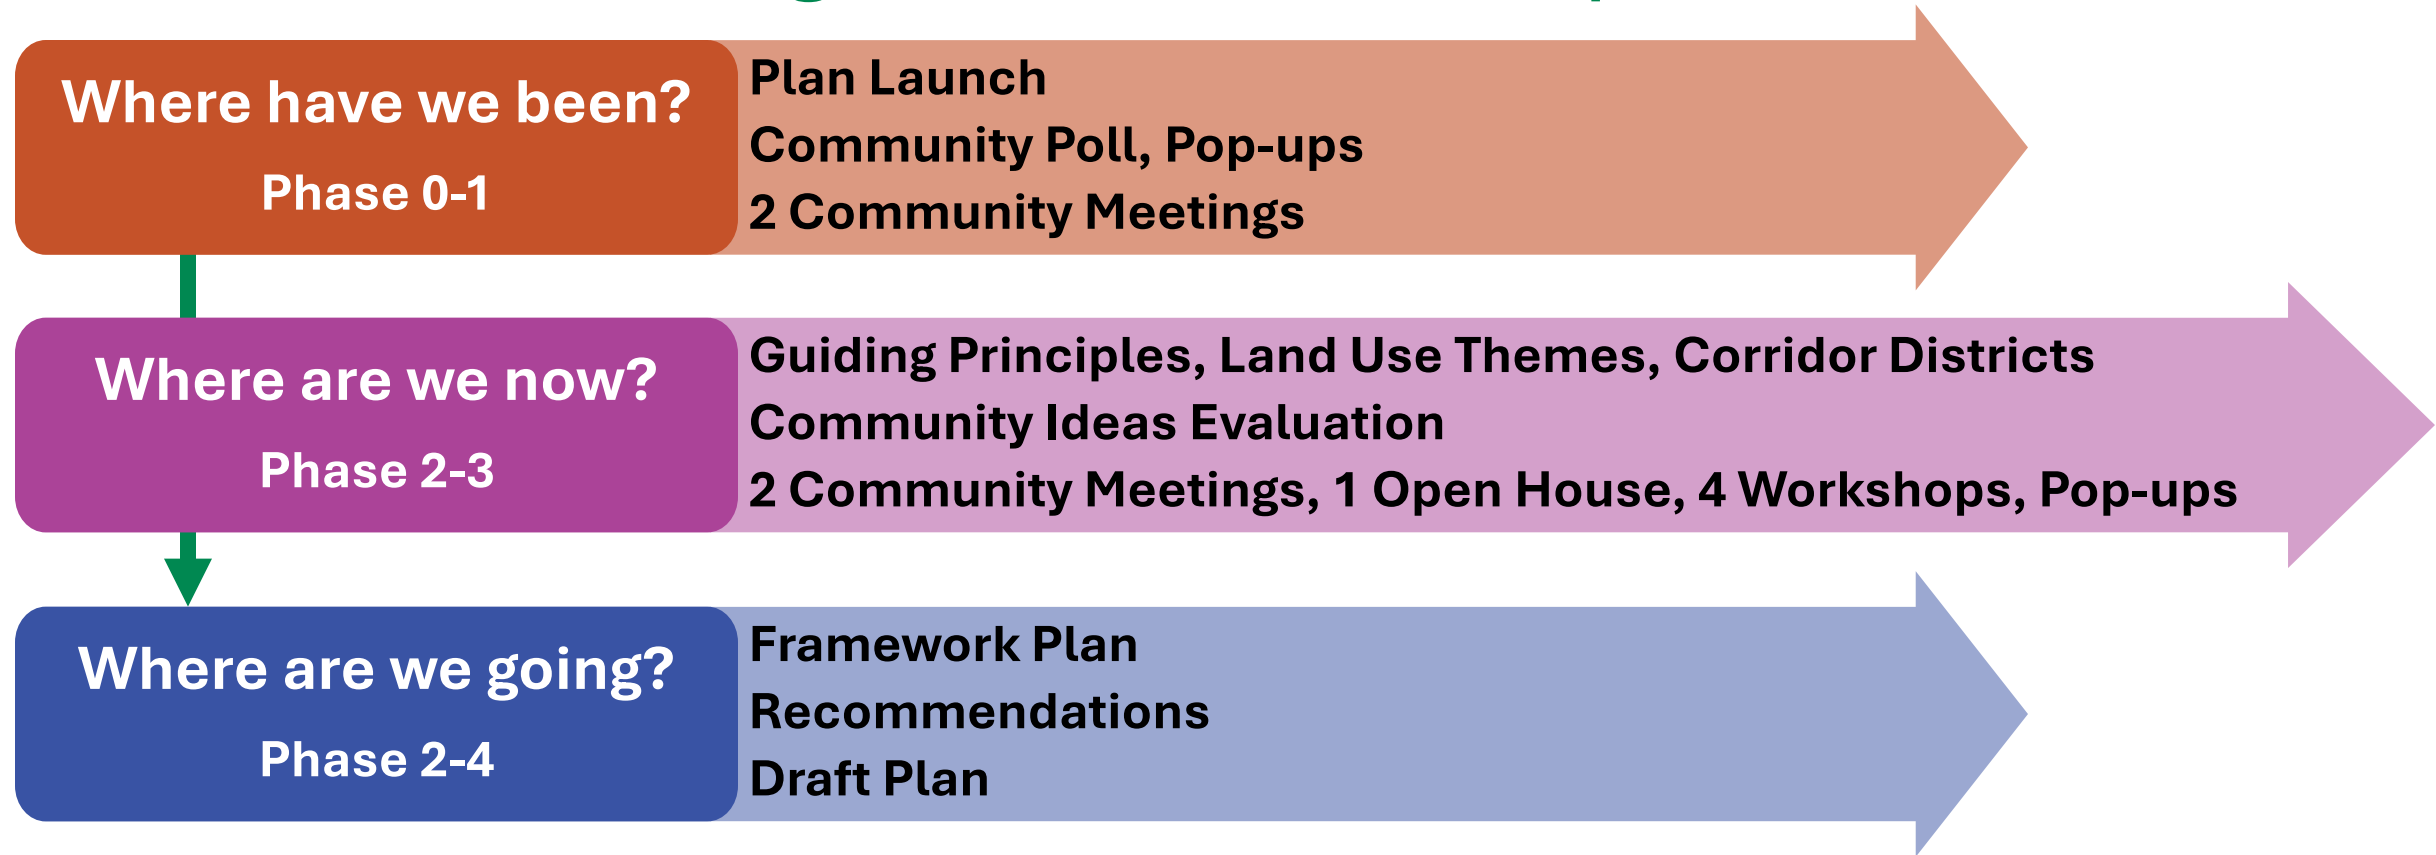 Where have we been?
Phase 0-1
Plan Launch
Community Poll, Pop-ups
2 Community Meetings
Where are we now?
Phase 2-3
Guiding Principles, Land Use Themes, Corridor Districts
Community Ideas Evaluation
2 Community Meetings, 1 Open House, 4 Workshops, Pop-ups
Where are we going?
Phase 2-4
Framework Plan
Recommendations
Draft Plan